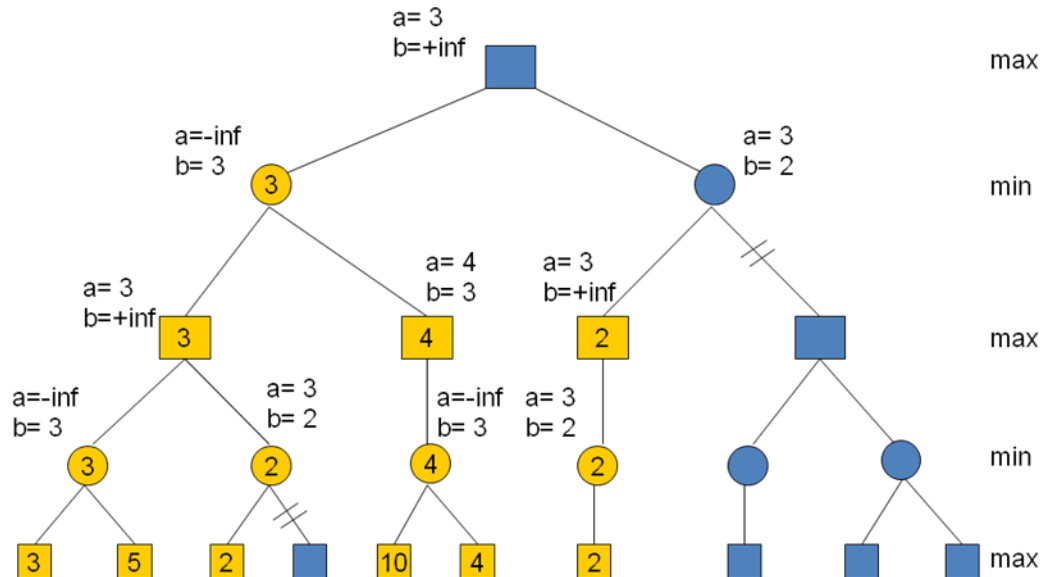 a= 3
b=+inf
max
a=-inf
b= 3
3
a= 3
b= 2
min
a= 3
b=+inf
3
a= 4
b= 3
4
a= 3
b=+inf
2
max
a=-inf
b= 3
3
a= 3
b= 2
2
a=-inf
b= 3
4
a= 3
b= 2
2
min
3
5
2
10
4
2
max